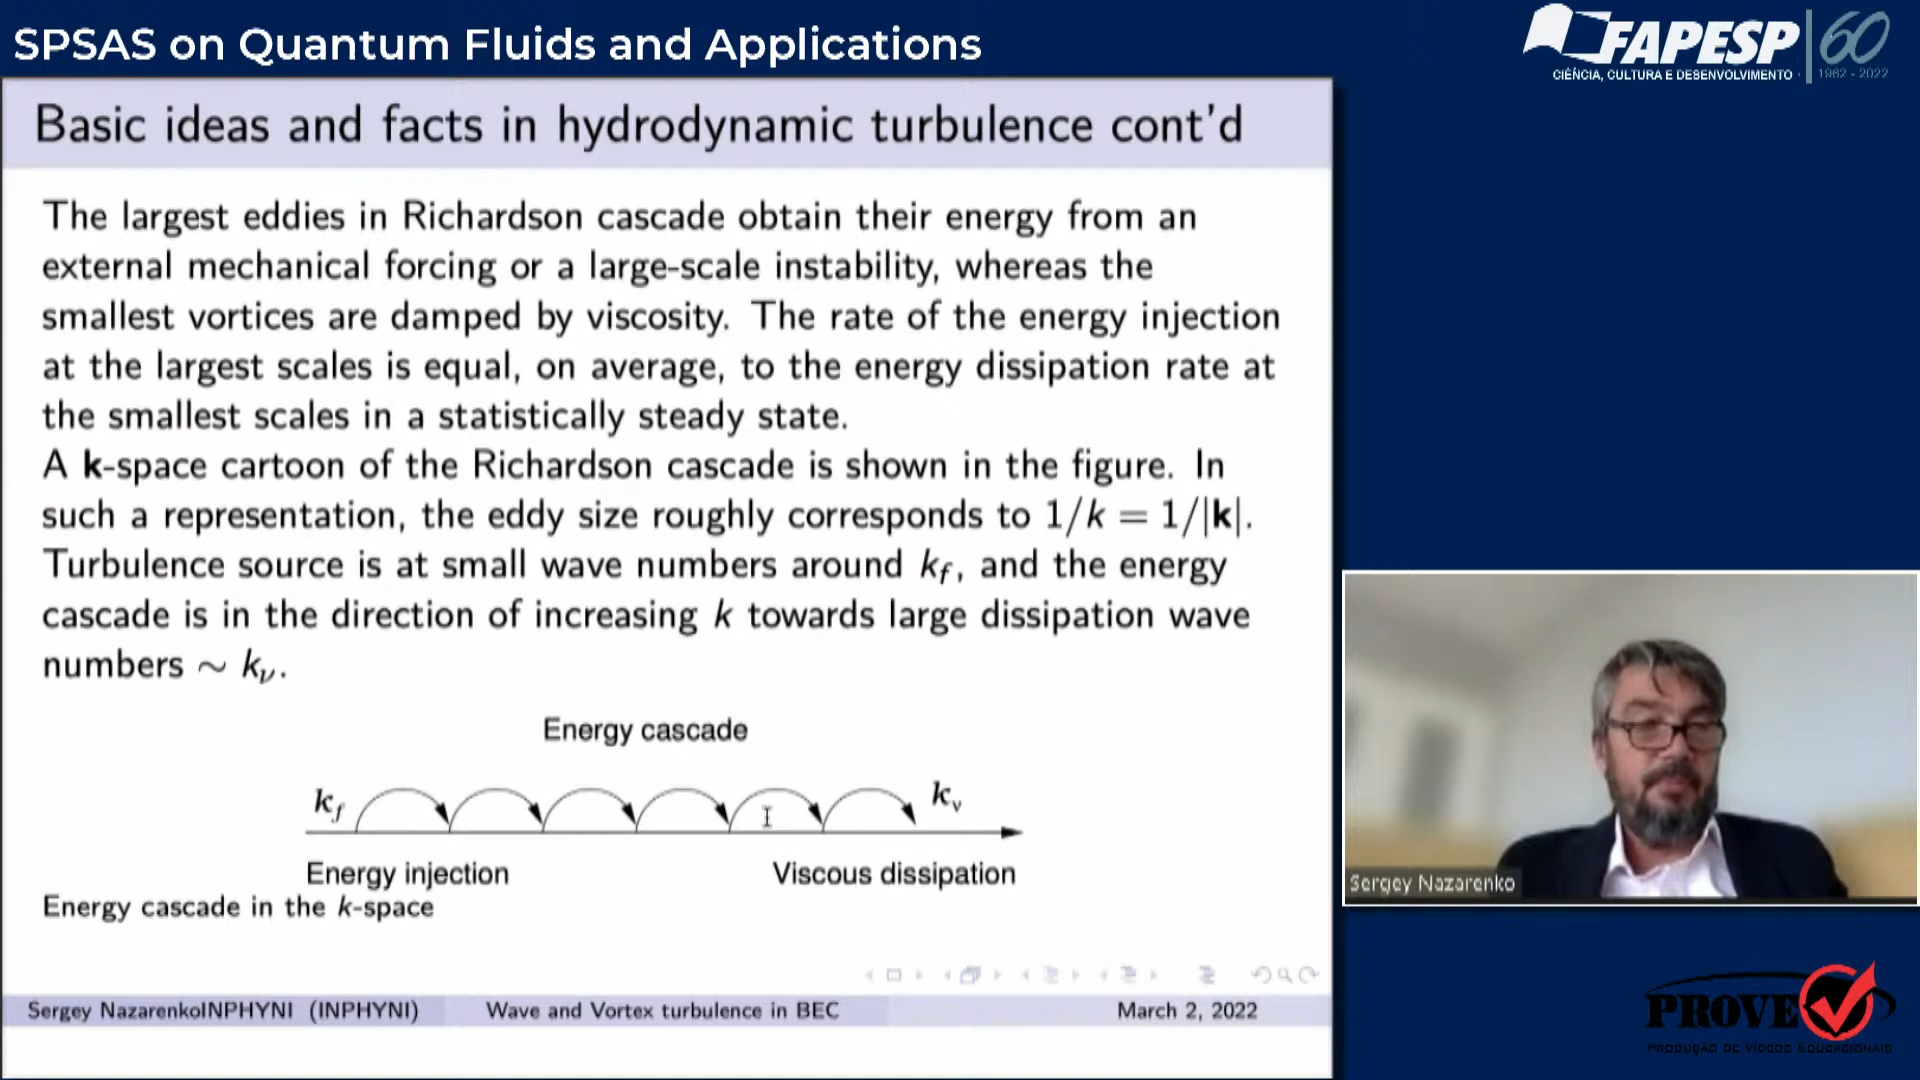 SPSAS on Quantum Fluids and Applications
FAPESP 60
CIÊNCIA, CULTURA E DESENVOLVIMENTO
1962 - 2022
Basic ideas and facts in hydrodynamic turbulence cont'd
The largest eddies in Richardson cascade obtain their energy from an
external mechanical forcing or a large-scale instability, whereas the
smallest vortices are damped by viscosity. The rate of the energy injection
at the largest scales is equal, on average, to the energy dissipation rate at
the smallest scales in a statistically steady state.
A k-space cartoon of the Richardson cascade is shown in the figure. In
such a representation, the eddy size roughly corresponds to 1/k = 1/|k|.
Turbulence source is at small wave numbers around k_f, and the energy
cascade is in the direction of increasing k towards large dissipation wave
numbers ∼ k_ν.
Energy cascade
k_f
k_ν
Energy injection
Viscous dissipation
Energy cascade in the k-space
Sergey NazarenkoINPHYNI (INPHYNI)
Wave and Vortex turbulence in BEC
March 2, 2022
Sergey Nazarenko
PROVE
PRODUÇÃO DE VÍDEOS EDUCACIONAIS